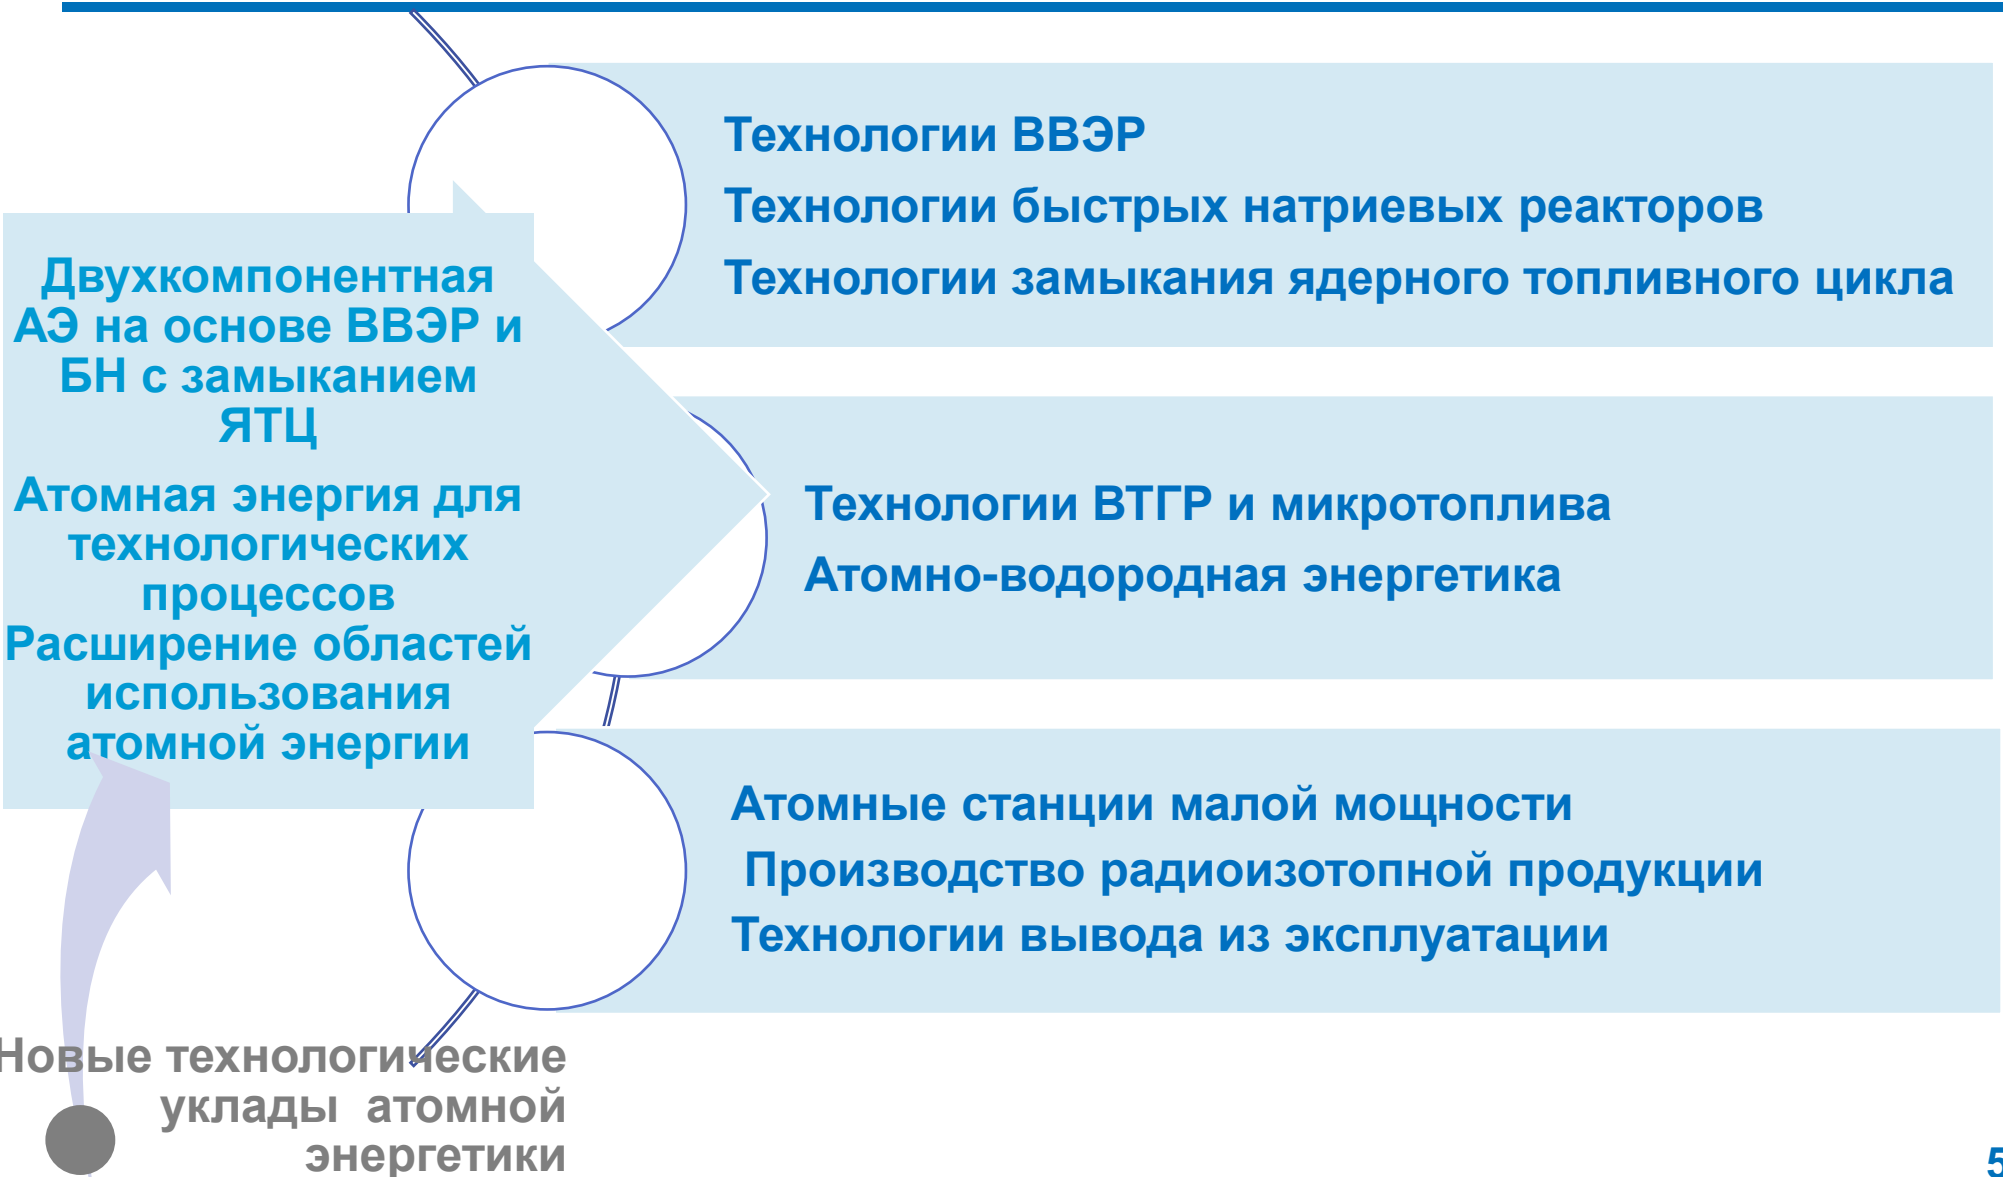 Технологии ВВЭР
Технологии быстрых натриевых реакторов
Технологии замыкания ядерного топливного цикла
Двухкомпонентная
АЭ на основе ВВЭР и
БН с замыканием
ЯТЦ
Атомная энергия для
технологических
процессов
Расширение областей
использования
атомной энергии
Технологии ВТГР и микротоплива
Атомно-водородная энергетика
Атомные станции малой мощности
Производство радиоизотопной продукции
Технологии вывода из эксплуатации
Новые технологические
уклады атомной
энергетики
5